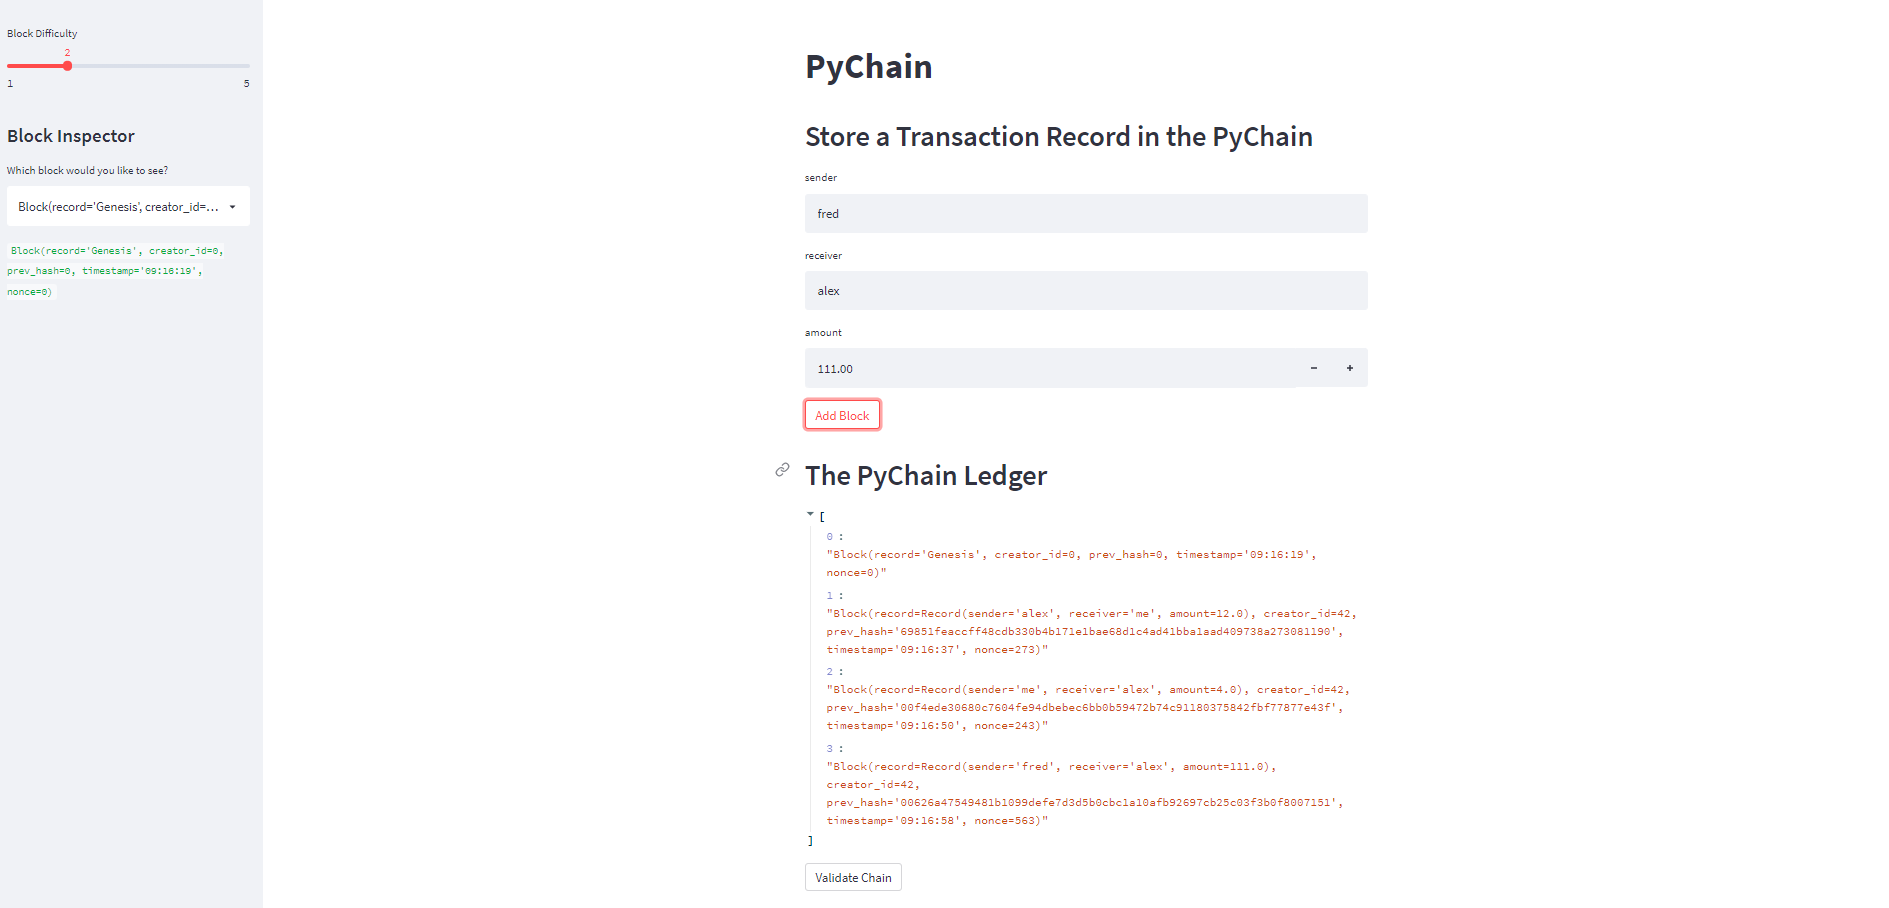 Block Difficulty
2
1 5
Block Inspector
Which block would you like to see?
Block(record='Genesis', creator_id=...
Block(record='Genesis', creator_id=0,
prev_hash=0, timestamp='09:16:19',
nonce=0)
PyChain
Store a Transaction Record in the PyChain
sender
fred
receiver
alex
amount
111.00 - +
Add Block
The PyChain Ledger
[
0 :
"Block(record='Genesis', creator_id=0, prev_hash=0, timestamp='09:16:19',
nonce=0)"
1 :
"Block(record=Record(sender='alex', receiver='me', amount=12.0), creator_id=42,
prev_hash='69851feaccff48cdb330b4b171e1bae68d1c4ad41bba1aad409738a273081190',
timestamp='09:16:37', nonce=273)"
2 :
"Block(record=Record(sender='me', receiver='alex', amount=4.0), creator_id=42,
prev_hash='00f4ede30680c7604fe94dbebec6bb0b59472b74c91180375842fbf77877e43f',
timestamp='09:16:50', nonce=243)"
3 :
"Block(record=Record(sender='fred', receiver='alex', amount=111.0),
creator_id=42,
prev_hash='00626a47549481b1099defe7d3d5b0cbc1a10afb92697cb25c03f3b0f8007151',
timestamp='09:16:58', nonce=563)"
]
Validate Chain